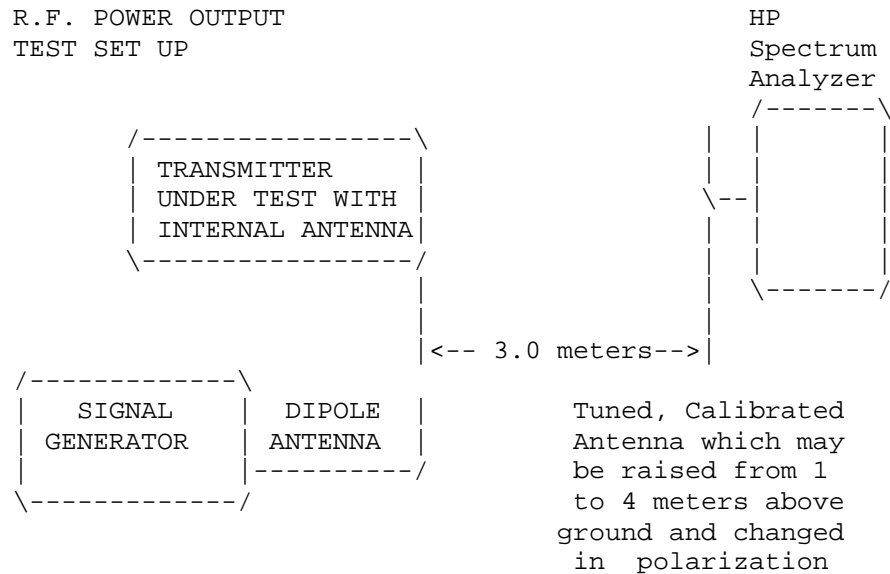 R.F. POWER OUTPUT
TEST SET UP
HP
Spectrum
Analyzer
TRANSMITTER
UNDER TEST WITH
INTERNAL ANTENNA
<-- 3.0 meters-->
SIGNAL
GENERATOR
DIPOLE
ANTENNA
Tuned, Calibrated
Antenna which may
be raised from 1
to 4 meters above
ground and changed
in polarization